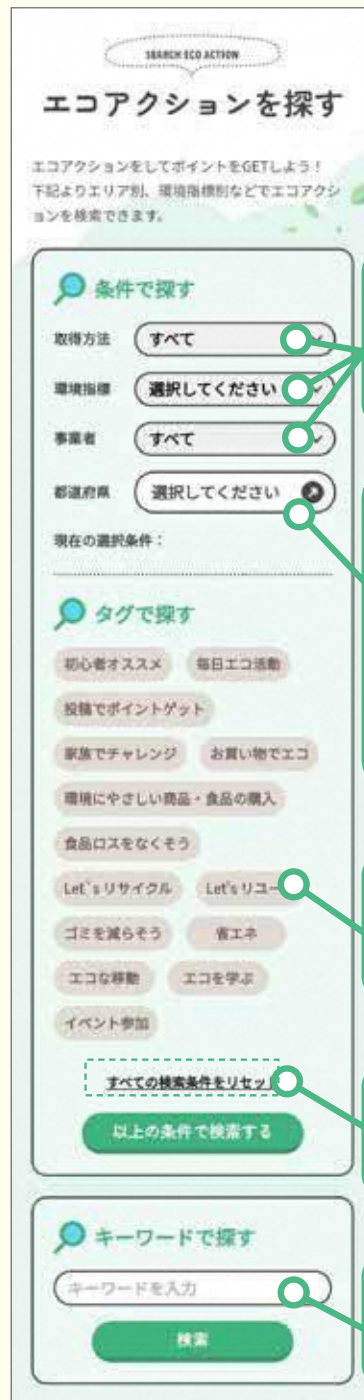 SEARCH ECO ACTION
エコアクションを探す
エコアクションをしてポイントをGETしよう！
下記よりエリア別、環境指標別などでエコアクシ
ョンを検索できます。
条件で探す
取得方法 すべて
環境指標 選択してください
事業者 すべて
都道府県 選択してください
現在の選択条件：
タグで探す
初心者オススメ 毎日エコ活動
投稿でポイントゲット
家族でチャレンジ お買い物でエコ
環境にやさしい商品・食品の購入
食品ロスをなくそう
Let`sリサイクル Let's リユー
ゴミを減らそう 省エネ
エコな移動 エコを学ぶ
イベント参加
すべての検索条件をリセッ
以上の条件で検索する
キーワードで探す
キーワードを入力
検索